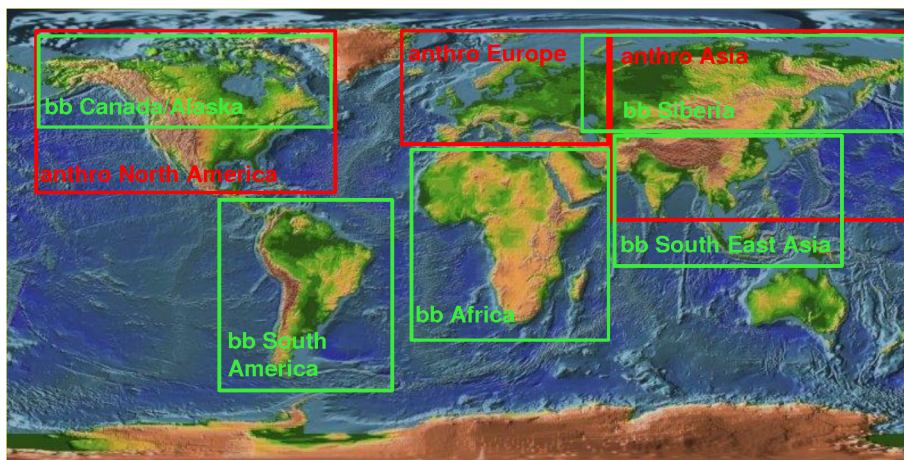 anthro Europe
anthro Asia
bb Canada Alaska
bb Siberia
anthro North America
bb South East Asia
bb Africa
bb South
America